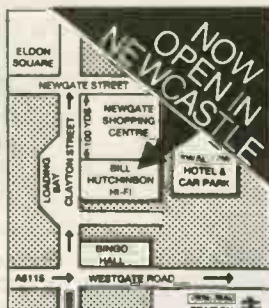 NOW
OPEN IN
NEWCASTLE
ELDON
SQUARE
NEWGATE STREET
NEWGATE
SHOPPING
CENTRE
100 YDS
CLAYTON STREET
LOADING
BILL
HUTCHINSON
HI-FI
HOTEL &
CAR PARK
BINGO
HALL
A6115
WESTGATE ROAD
CENTRAL